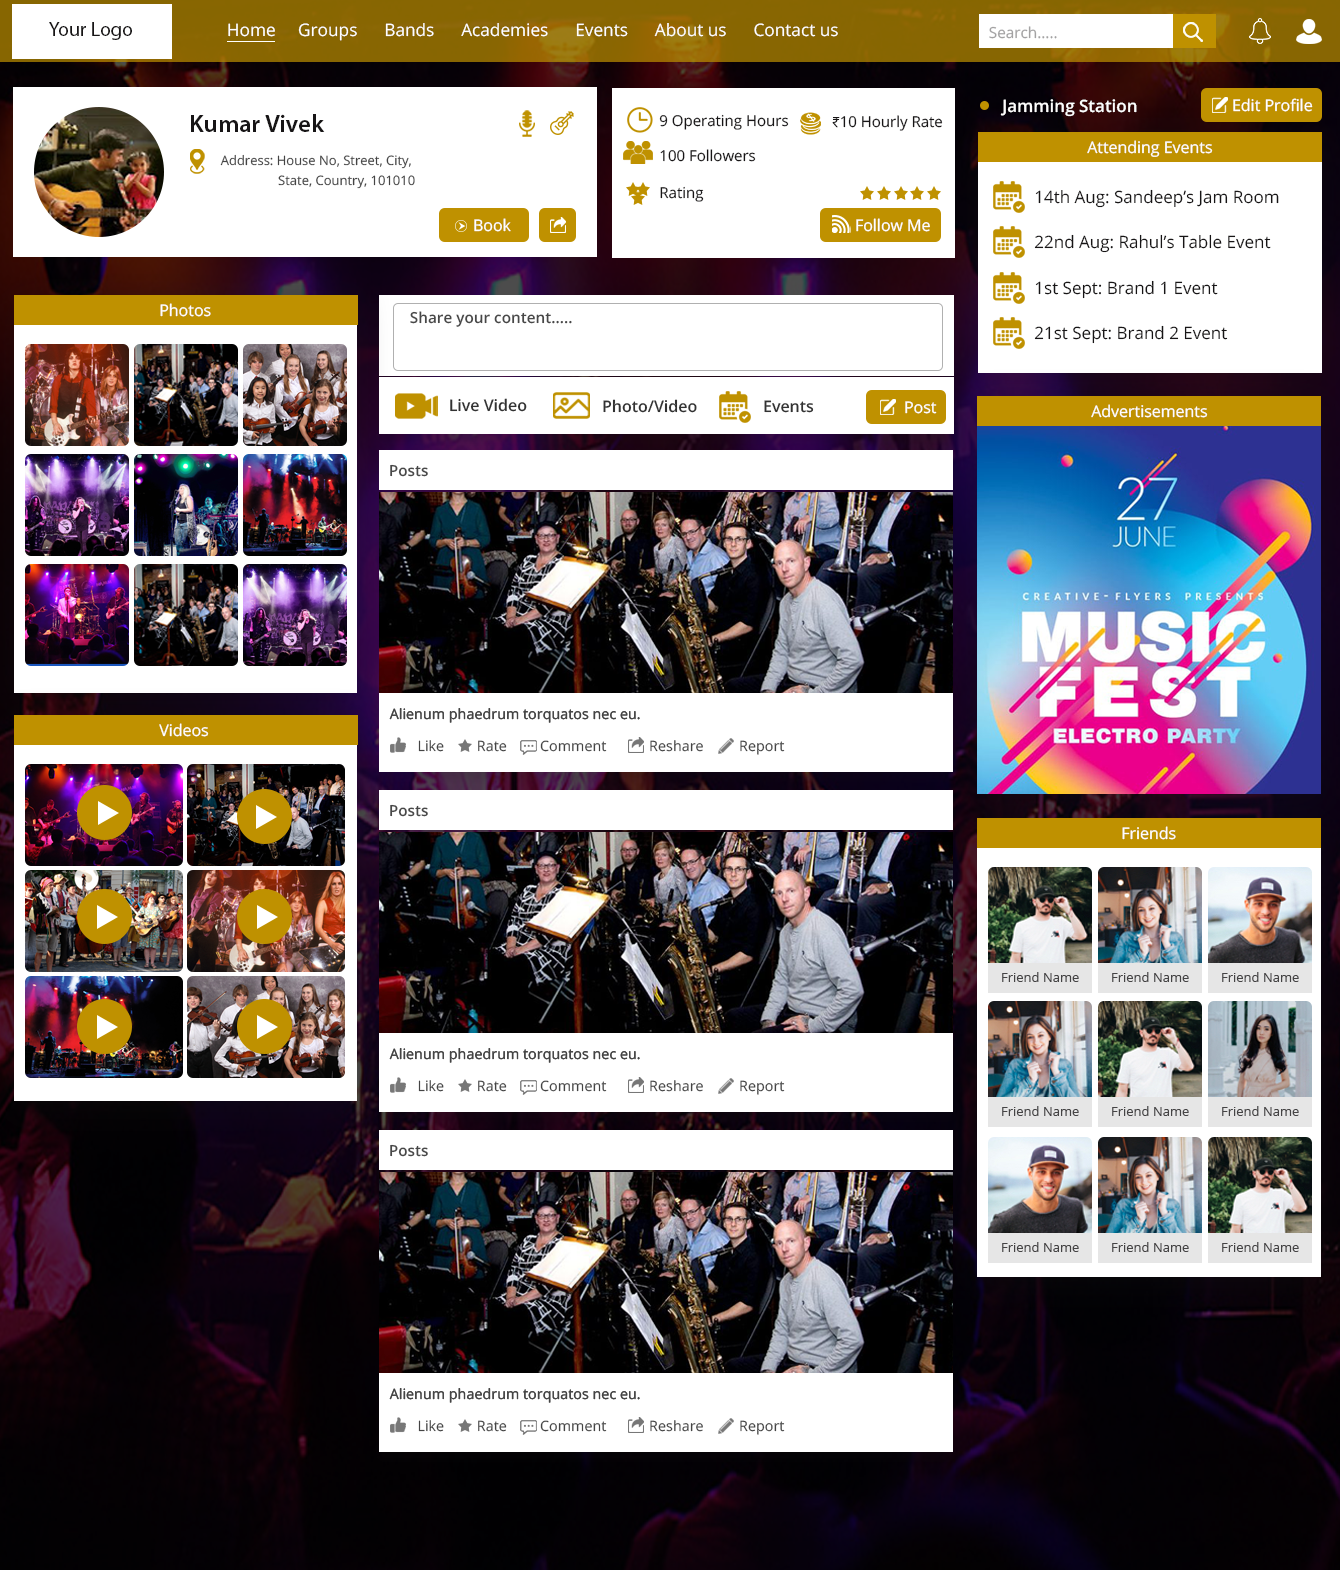 Your Logo
Home Groups Bands Academies Events About us Contact us
Search.....
Kumar Vivek
Address: House No, Street, City,
State, Country, 101010
Book
9 Operating Hours ₹10 Hourly Rate
100 Followers
Rating
Follow Me
Jamming Station
Edit Profile
Attending Events
14th Aug: Sandeep’s Jam Room
22nd Aug: Rahul’s Table Event
1st Sept: Brand 1 Event
21st Sept: Brand 2 Event
Photos
Videos
Share your content.....
Live Video Photo/Video Events Post
Posts
Alienum phaedrum torquatos nec eu.
Like Rate Comment Reshare Report
Posts
Alienum phaedrum torquatos nec eu.
Like Rate Comment Reshare Report
Posts
Alienum phaedrum torquatos nec eu.
Like Rate Comment Reshare Report
Advertisements
27
JUNE
CREATIVE-FLYERS PRESENTS
MUSIC
FEST
ELECTRO PARTY
Friends
Friend Name Friend Name Friend Name
Friend Name Friend Name Friend Name
Friend Name Friend Name Friend Name